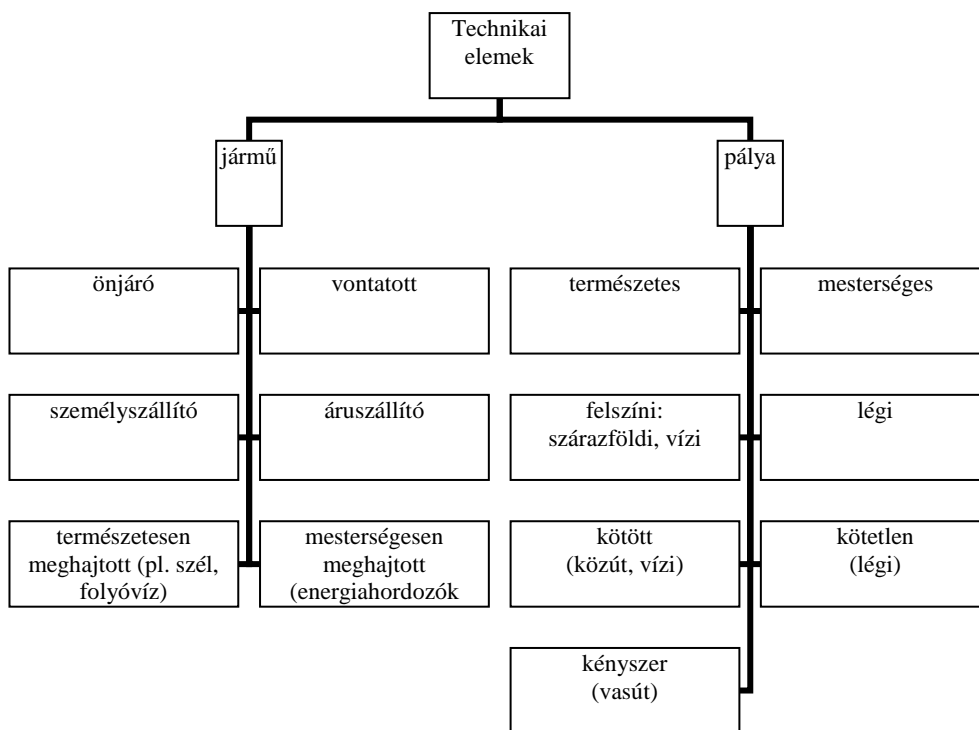 Technikai
elemek
jármű
pálya
önjáró
vontatott
természetes
mesterséges
személyszállító
áruszállító
felszíni:
szárazföldi, vízi
légi
természetesen
meghajtott (pl. szél,
folyóvíz)
mesterségesen
meghajtott
(energiahordozók
kötött
(közút, vízi)
kötetlen
(légi)
kényszer
(vasút)